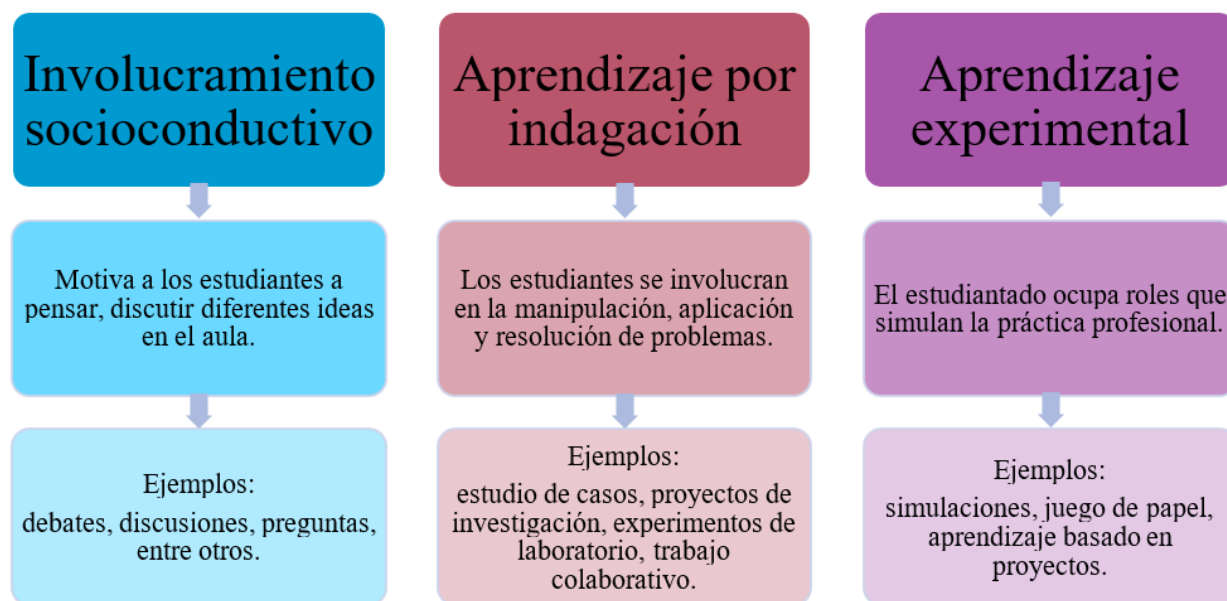 Involucramiento
socioconductivo
Motiva a los estudiantes a
pensar, discutir diferentes ideas
en el aula.
Ejemplos:
debates, discusiones, preguntas,
entre otros.
Aprendizaje por
indagación
Los estudiantes se involucran
en la manipulación, aplicación
y resolución de problemas.
Ejemplos:
estudio de casos, proyectos de
investigación, experimentos de
laboratorio, trabajo
colaborativo.
Aprendizaje
experimental
El estudiantado ocupa roles que
simulan la práctica profesional.
Ejemplos:
simulaciones, juego de papel,
aprendizaje basado en
proyectos.